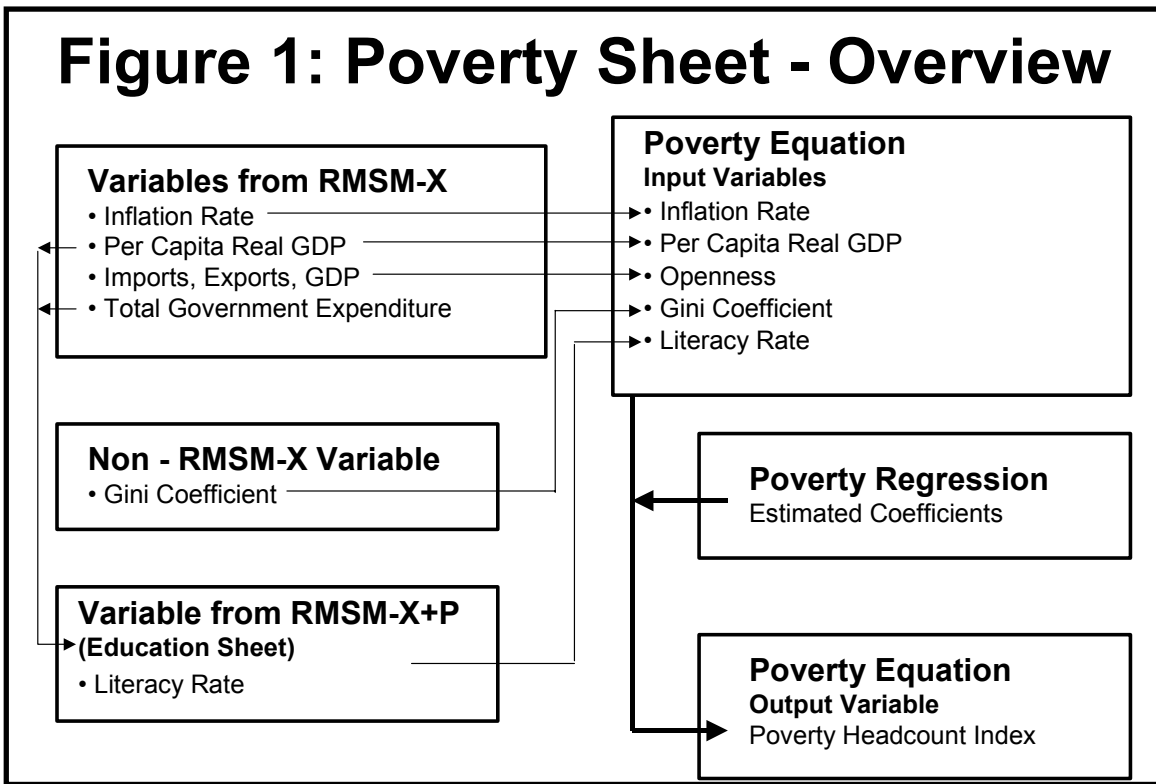 Figure 1: Poverty Sheet - Overview
Variables from RMSM-X
• Inflation Rate
• Per Capita Real GDP
• Imports, Exports, GDP
• Total Government Expenditure
Non - RMSM-X Variable
• Gini Coefficient
Variable from RMSM-X+P
(Education Sheet)
• Literacy Rate
Poverty Equation
Input Variables
• Inflation Rate
• Per Capita Real GDP
• Openness
• Gini Coefficient
• Literacy Rate
Poverty Regression
Estimated Coefficients
Poverty Equation
Output Variable
Poverty Headcount Index